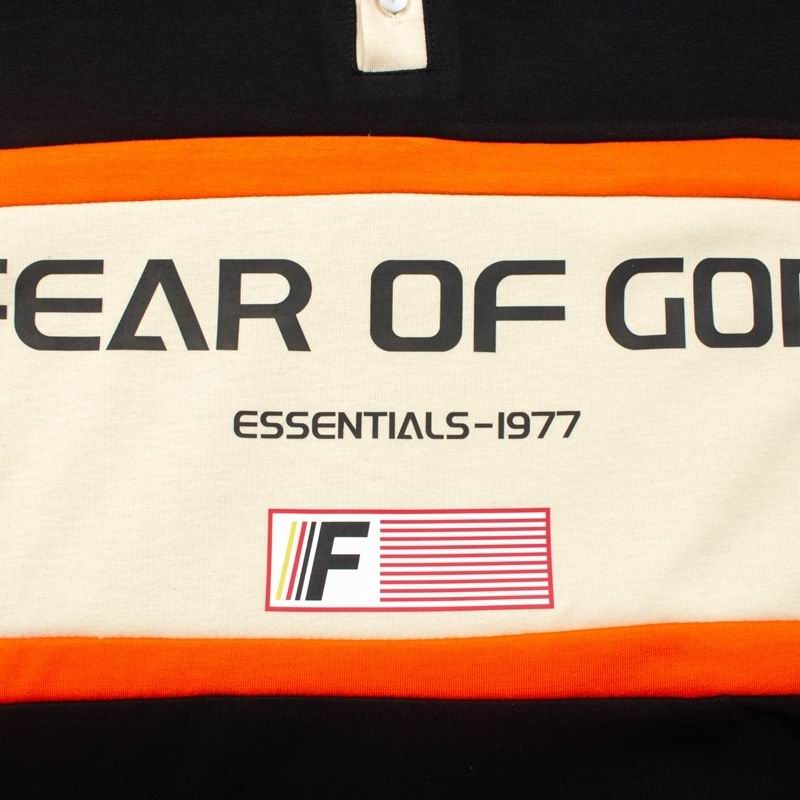 FEAR OF GOD
ESSENTIALS-1977
F